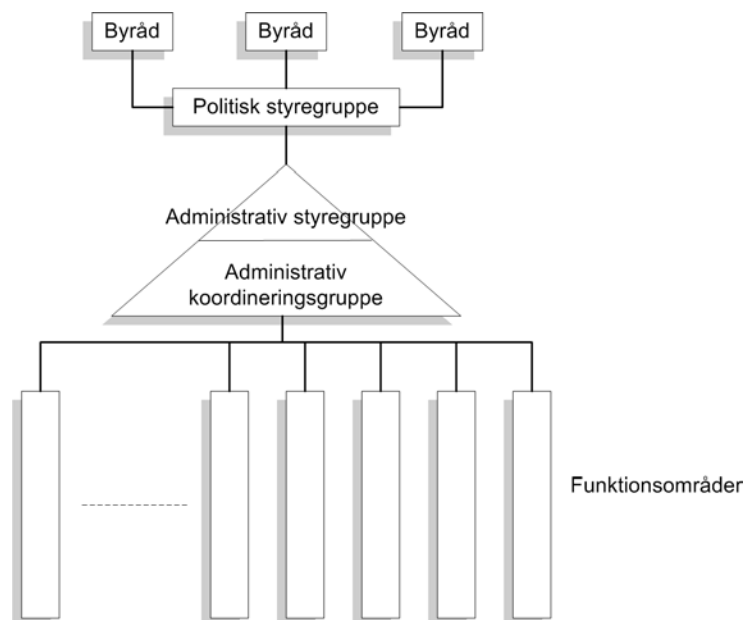 Byråd
Byråd
Byråd
Politisk styregruppe
Administrativ styregruppe
Administrativ
koordineringsgruppe
Funktionsområder